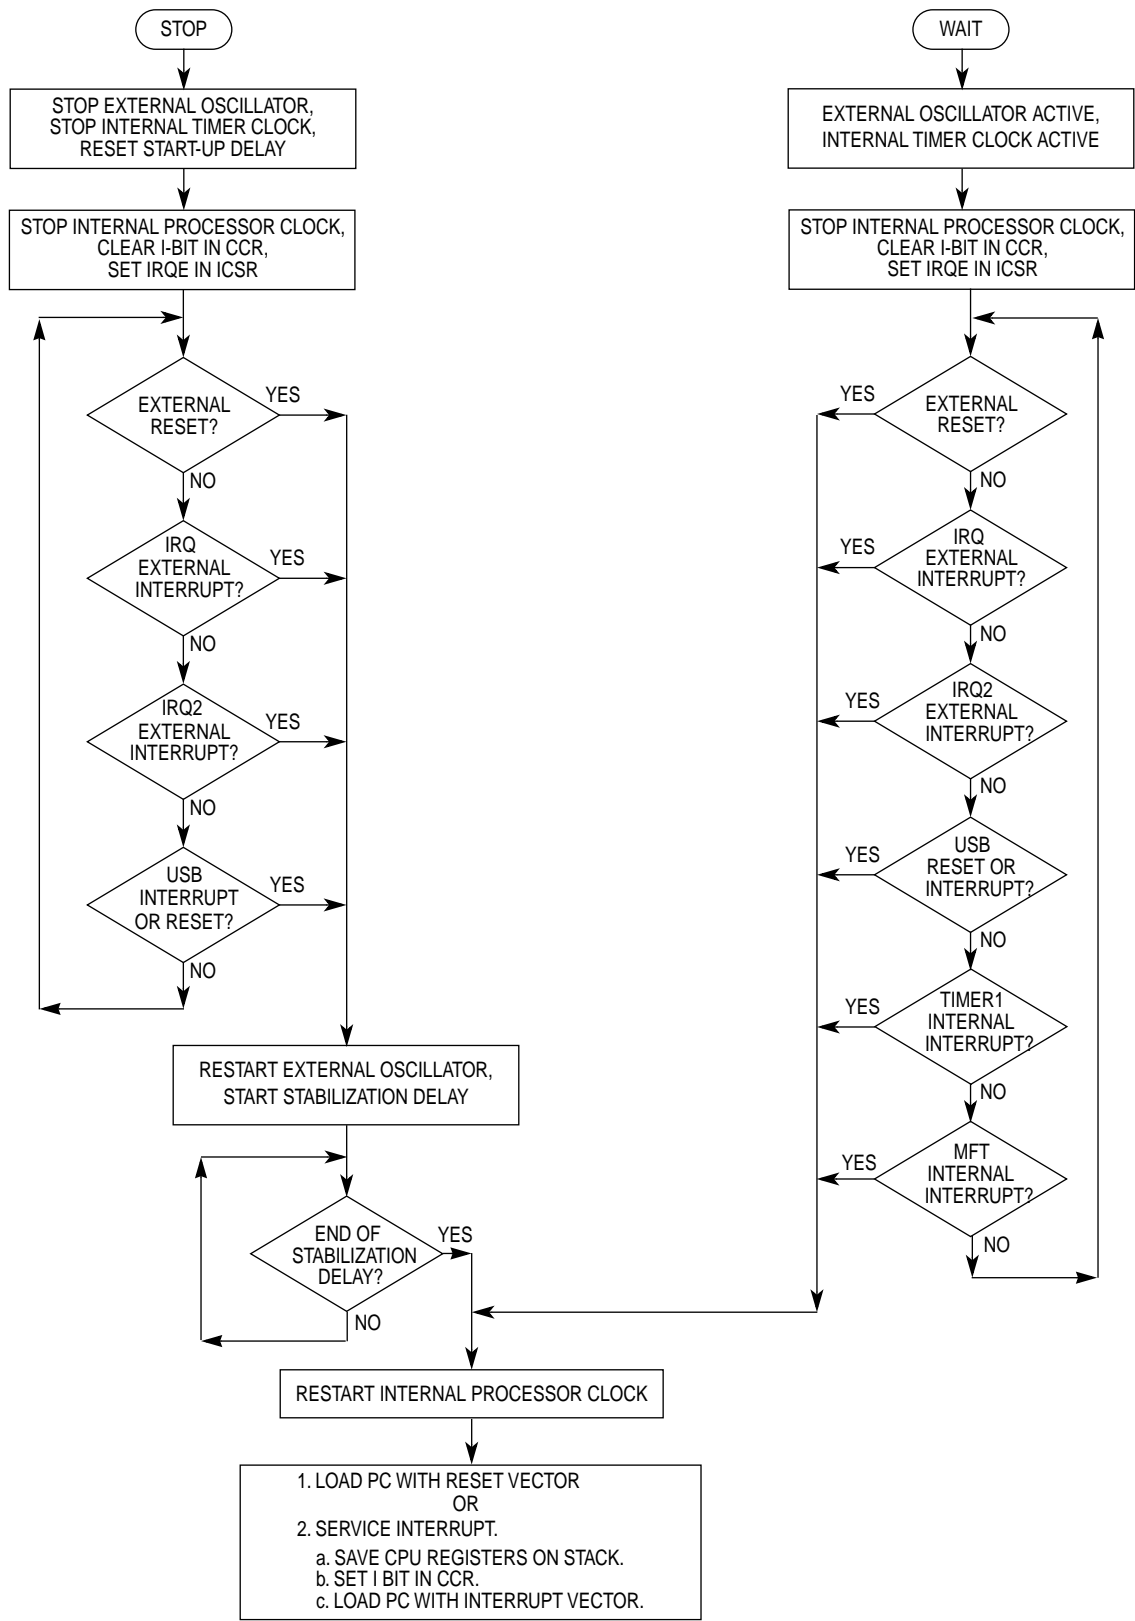 STOP
STOP EXTERNAL OSCILLATOR,
STOP INTERNAL TIMER CLOCK,
RESET START-UP DELAY
STOP INTERNAL PROCESSOR CLOCK,
CLEAR I-BIT IN CCR,
SET IRQE IN ICSR
EXTERNAL
RESET?
YES
NO
IRQ
EXTERNAL
INTERRUPT?
YES
NO
IRQ2
EXTERNAL
INTERRUPT?
YES
NO
USB
INTERRUPT
OR RESET?
YES
NO
RESTART EXTERNAL OSCILLATOR,
START STABILIZATION DELAY
END OF
STABILIZATION
DELAY?
YES
NO
WAIT
EXTERNAL OSCILLATOR ACTIVE,
INTERNAL TIMER CLOCK ACTIVE
STOP INTERNAL PROCESSOR CLOCK,
CLEAR I-BIT IN CCR,
SET IRQE IN ICSR
EXTERNAL
RESET?
YES
NO
IRQ
EXTERNAL
INTERRUPT?
YES
NO
IRQ2
EXTERNAL
INTERRUPT?
YES
NO
USB
RESET OR
INTERRUPT?
YES
NO
TIMER1
INTERNAL
INTERRUPT?
YES
NO
MFT
INTERNAL
INTERRUPT?
YES
NO
RESTART INTERNAL PROCESSOR CLOCK
1. LOAD PC WITH RESET VECTOR
OR
2. SERVICE INTERRUPT.
a. SAVE CPU REGISTERS ON STACK.
b. SET I BIT IN CCR.
c. LOAD PC WITH INTERRUPT VECTOR.